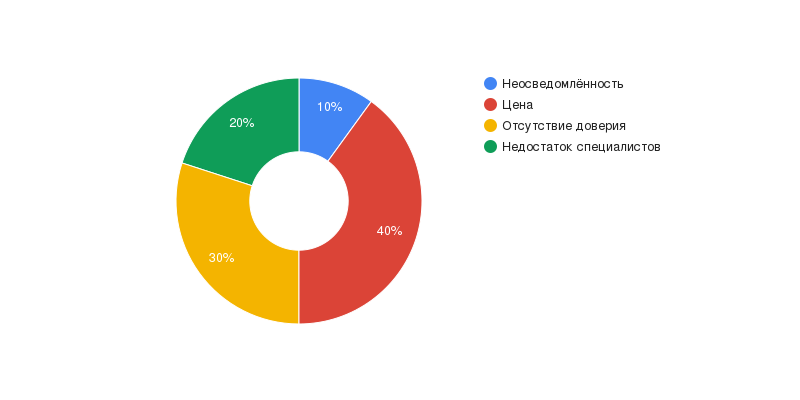 10%
40%
30%
20%
Неосведомлённость
Цена
Отсутствие доверия
Недостаток специалистов